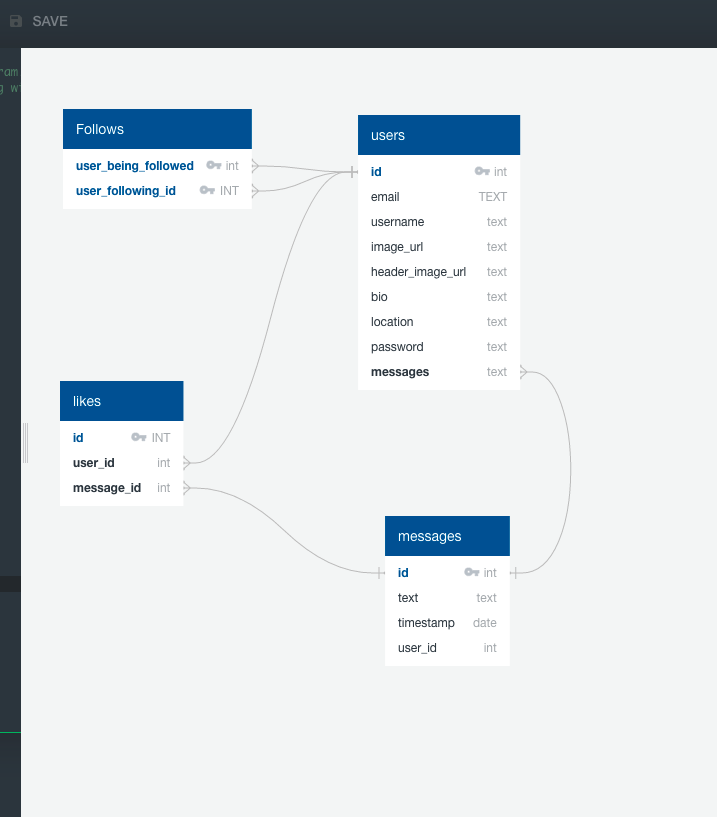 SAVE
ram
g w
Follows
user_being_followed int
user_following_id INT
users
id int
email TEXT
username text
image_url text
header_image_url text
bio text
location text
password text
messages text
likes
id INT
user_id int
message_id int
messages
id int
text text
timestamp date
user_id int